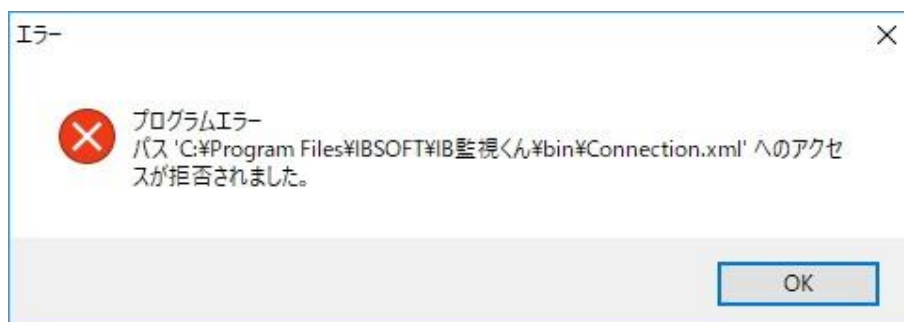 エラー
プログラムエラー
パス 'C:¥Program Files¥IBSOFT¥IB監視くん¥bin¥Connection.xml' へのアクセ
スが拒否されました。
OK